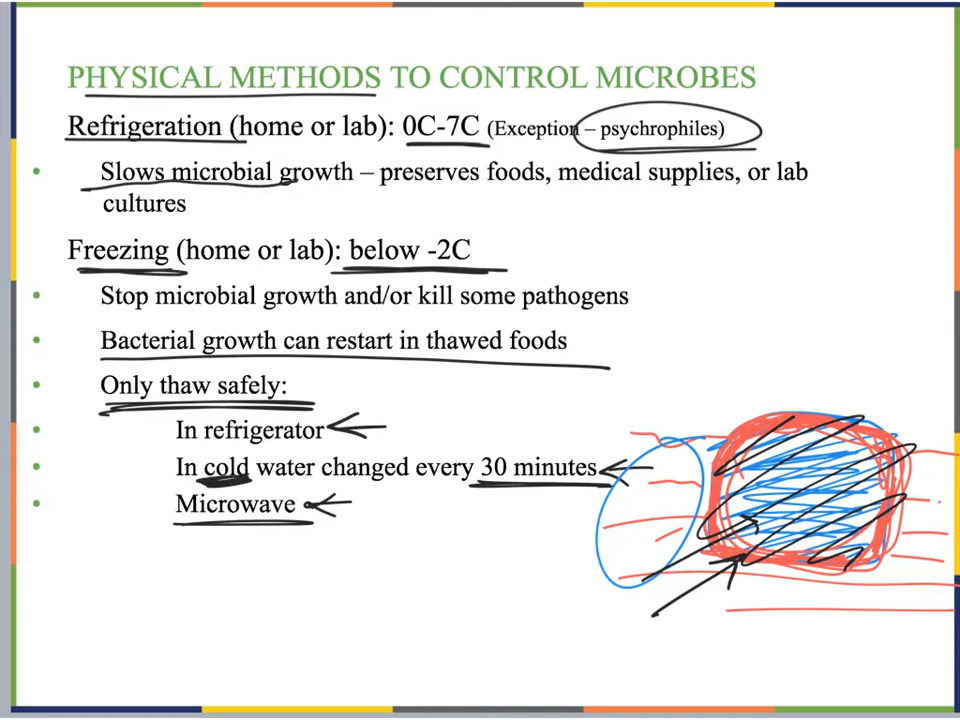 PHYSICAL METHODS TO CONTROL MICROBES
Refrigeration (home or lab): 0C-7C (Exception – psychrophiles)
• Slows microbial growth – preserves foods, medical supplies, or lab
cultures
Freezing (home or lab): below -2C
• Stop microbial growth and/or kill some pathogens
• Bacterial growth can restart in thawed foods
• Only thaw safely:
• In refrigerator
• In cold water changed every 30 minutes
• Microwave